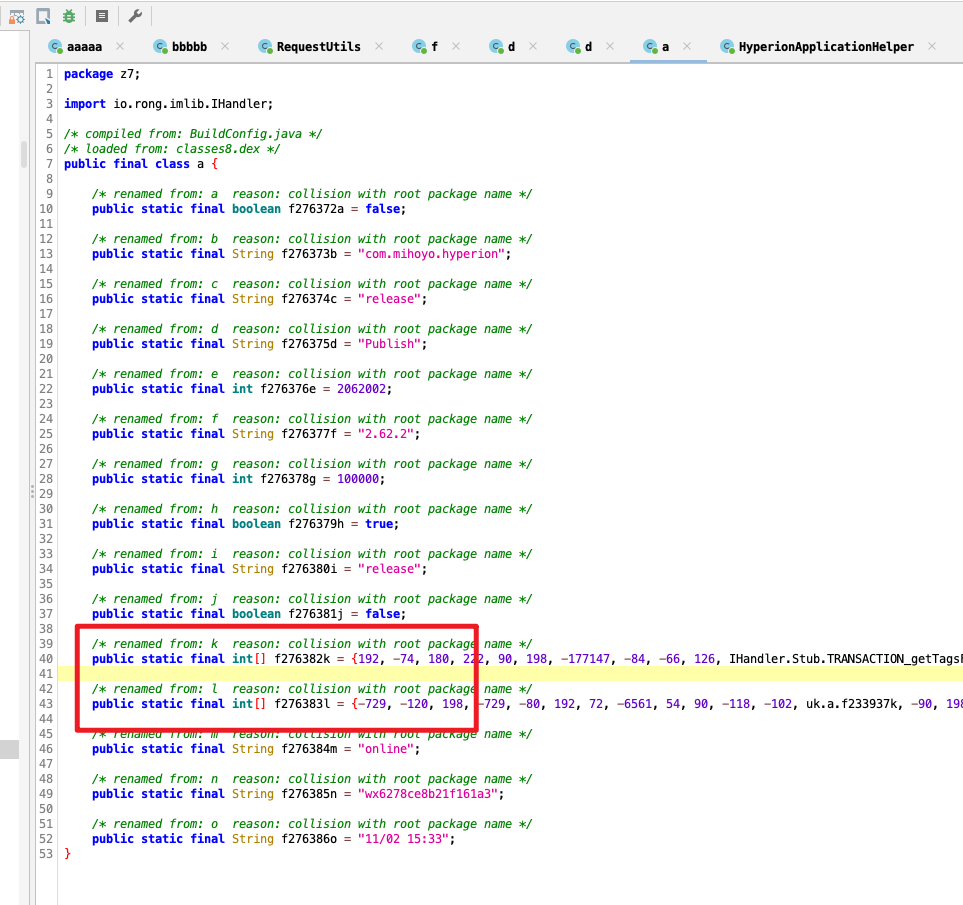 aaaaa × bbbbb × RequestUtils × f × d × d × a × HyperionApplicationHelper ×
1 package z7;
2
3 import io.rong.imlib.IHandler;
4
5 /* compiled from: BuildConfig.java */
6 /* loaded from: classes8.dex */
7 public final class a {
8
9 /* renamed from: a  reason: collision with root package name */
10 public static final boolean f276372a = false;
11
12 /* renamed from: b  reason: collision with root package name */
13 public static final String f276373b = "com.mihoyo.hyperion";
14
15 /* renamed from: c  reason: collision with root package name */
16 public static final String f276374c = "release";
17
18 /* renamed from: d  reason: collision with root package name */
19 public static final String f276375d = "Publish";
20
21 /* renamed from: e  reason: collision with root package name */
22 public static final int f276376e = 2062002;
23
24 /* renamed from: f  reason: collision with root package name */
25 public static final String f276377f = "2.62.2";
26
27 /* renamed from: g  reason: collision with root package name */
28 public static final int f276378g = 100000;
29
30 /* renamed from: h  reason: collision with root package name */
31 public static final boolean f276379h = true;
32
33 /* renamed from: i  reason: collision with root package name */
34 public static final String f276380i = "release";
35
36 /* renamed from: j  reason: collision with root package name */
37 public static final boolean f276381j = false;
38
39 /* renamed from: k  reason: collision with root package name */
40 public static final int[] f276382k = {192, -74, 180, 222, 90, 198, -177147, -84, -66, 126, IHandler.Stub.TRANSACTION_getTags
41
42 /* renamed from: l  reason: collision with root package name */
43 public static final int[] f276383l = {-729, -120, 198, -729, -80, 192, 72, -6561, 54, 90, -118, -102, uk.a.f233937k, -90, 198
44
45 /* renamed from: m  reason: collision with root package name */
46 public static final String f276384m = "online";
47
48 /* renamed from: n  reason: collision with root package name */
49 public static final String f276385n = "wx6278ce8b21f161a3";
50
51 /* renamed from: o  reason: collision with root package name */
52 public static final String f276386o = "11/02 15:33";
53 }